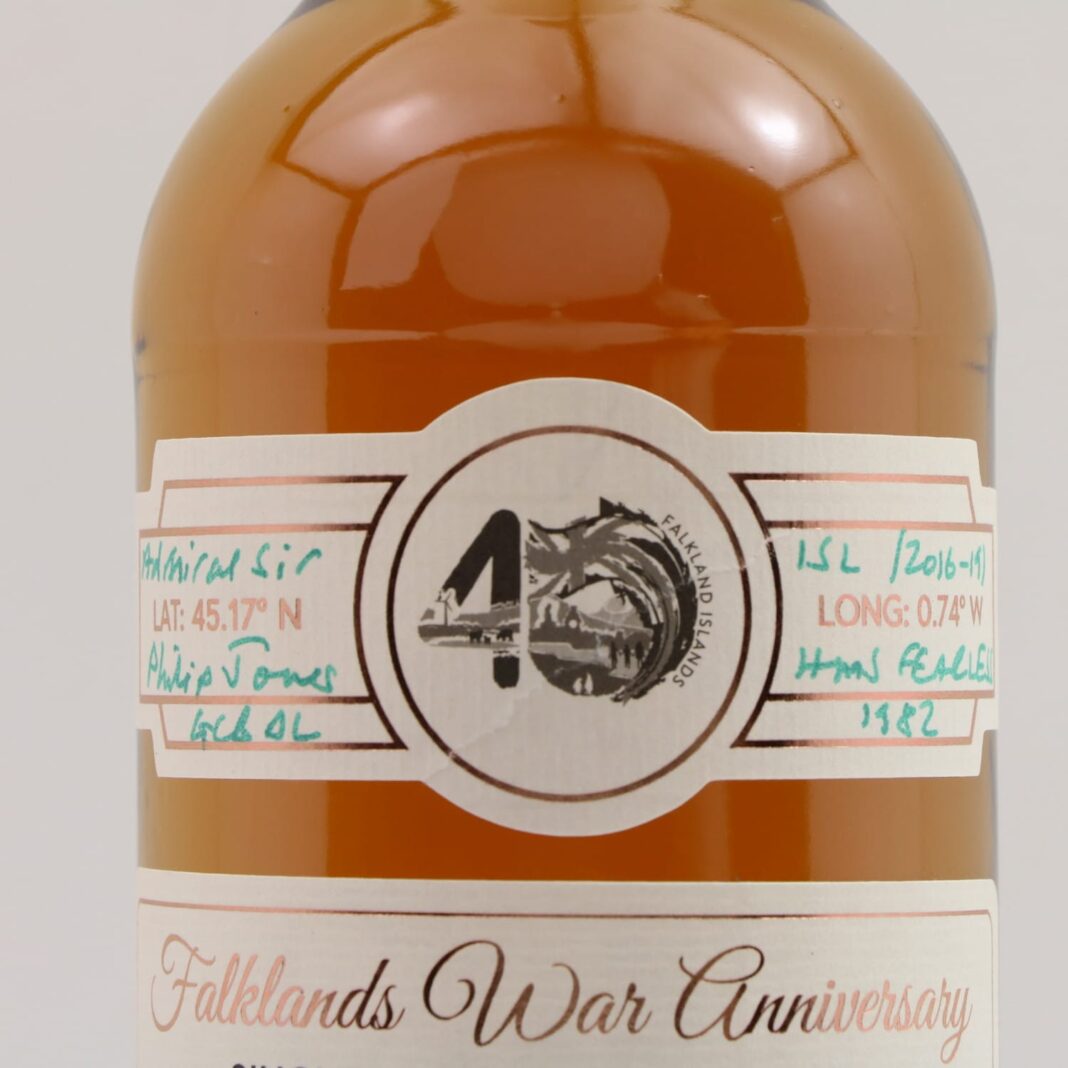 40
FALKLAND ISLANDS
Admiral Sir
LAT: 45.17° N
Philip Jones
GCB DL
1SL /2016-19)
LONG: 0.74° W
HMS FEARLESS
1982
Falklands War Anniversary